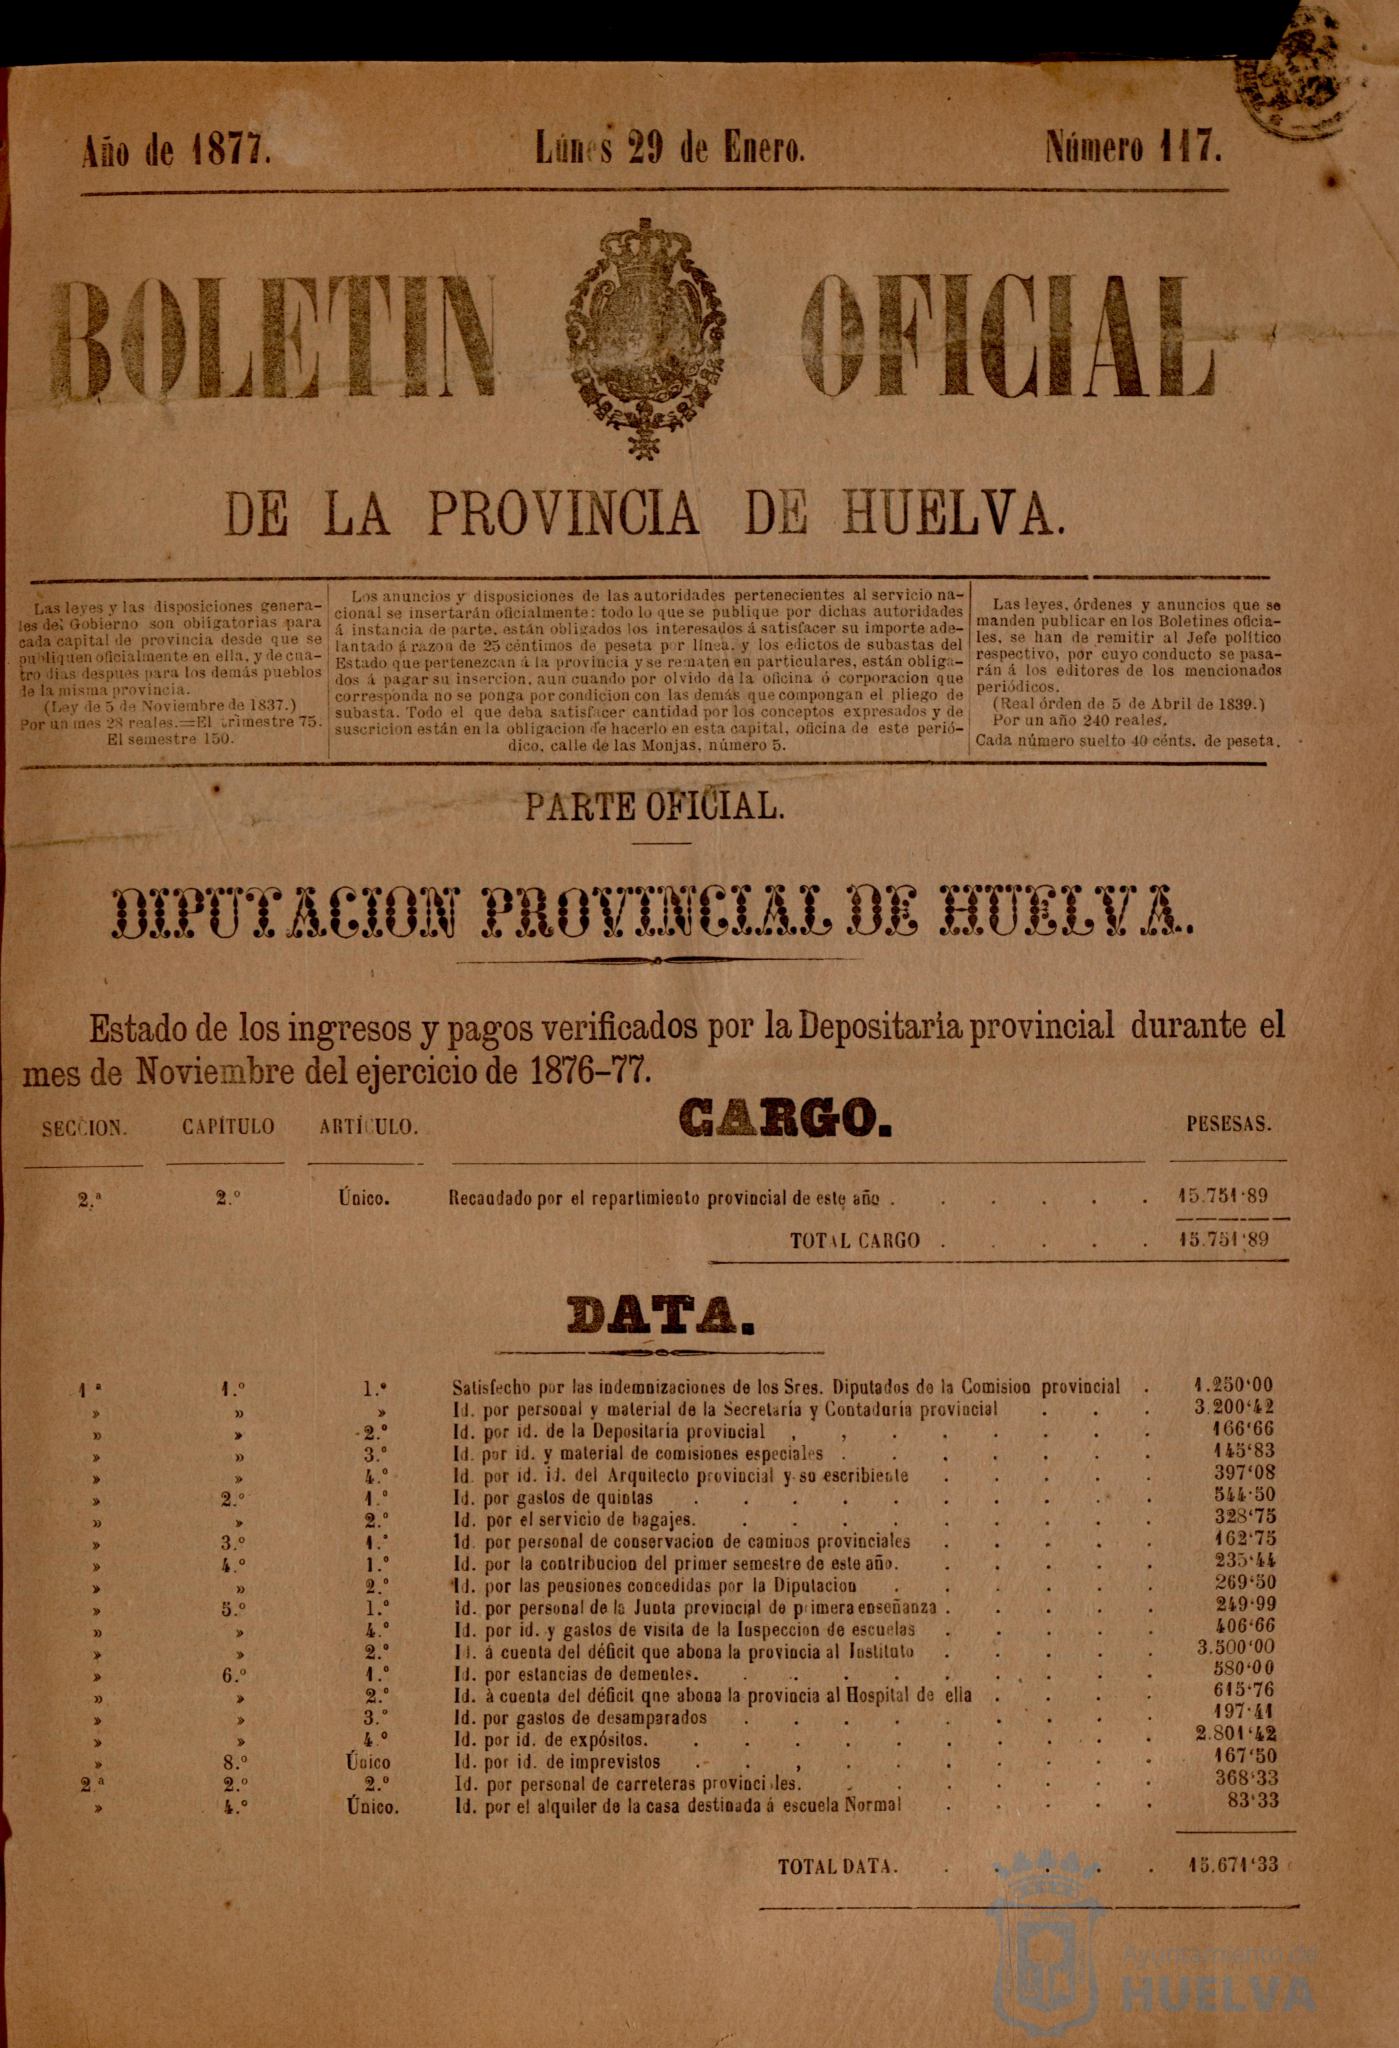 Año de 1877. Lúnes 29 de Enero. Número 117.
BOLETIN OFICIAL
DE LA PROVINCIA DE HUELVA.
Las leyes y las disposiciones genera-
les del Gobierno son obligatorias para
cada capital de provincia desde que se
publiquen oficialmente en ella, y de cua-
tro dias despues para los demás pueblos
de la misma provincia.
(Ley de 5 de Noviembre de 1837.)
Por un mes 28 reales.=El trimestre 75.
El semestre 150.
Los anuncios y disposiciones de las autoridades pertenecientes al servicio na-
cional se insertarán oficialmente: todo lo que se publique por dichas autoridades
á instancia de parte, están obligados los interesados á satisfacer su importe ade-
lantado á razon de 25 céntimos de peseta por línea. y los edictos de subastas del
Estado que pertenezcan á la provincia y se rematen en particulares, están obliga-
dos á pagar su insercion, aun cuando por olvido de la oficina ó corporacion que
corresponda no se ponga por condicion con las demás que compongan el pliego de
subasta. Todo el que deba satisfacer cantidad por los conceptos expresados y de
suscricion están en la obligacion de hacerlo en esta capital, oficina de este perió-
dico, calle de las Monjas, número 5.
Las leyes, órdenes y anuncios que se
manden publicar en los Boletines oficia-
les, se han de remitir al Jefe político
respectivo, por cuyo conducto se pasa-
rán á los editores de los mencionados
periódicos.
(Real órden de 5 de Abril de 1839.)
Por un año 240 reales.
Cada número suelto 40 cénts. de peseta.
PARTE OFICIAL.
DIPUTACION PROVINCIAL DE HUELVA.
Estado de los ingresos y pagos verificados por la Depositaría provincial durante el
mes de Noviembre del ejercicio de 1876-77.
CARGO.
SECCION. CAPÍTULO ARTÍCULO. PESESAS.
2.ª 2.º Único. Recaudado por el repartimiento provincial de este año . . . . . . 15.751'89
TOTAL CARGO . . . . . 15.751'89
DATA.
1ª 1.º 1.º Satisfecho por las indemnizaciones de los Sres. Diputados de la Comision provincial . 1.250'00
» » » Id. por personal y material de la Secretaría y Contaduría provincial . . . 3.200'42
» » 2.º Id. por id. de la Depositaria provincial . . . . . . . . 166'66
» » 3.º Id. por id. y material de comisiones especiales . . . . . . . 145'83
» » 4.º Id. por id. id. del Arquitecto provincial y su escribiente . . . . . 397'08
» 2.º 1.º Id. por gastos de quintas . . . . . . . . . . 544'50
» » 2.º Id. por el servicio de bagajes. . . . . . . . . . 328'75
» 3.º 1.º Id. por personal de conservacion de caminos provinciales . . . . . 162'75
» 4.º 1.º Id. por la contribucion del primer semestre de este año. . . . . . 235'44
» » 2.º Id. por las pensiones concedidas por la Diputacion . . . . . . 269'50
» 5.º 1.º Id. por personal de la Junta provincial de primera enseñanza . . . . . 249'99
» » 4.º Id. por id. y gastos de visita de la Inspeccion de escuelas . . . . . 406'66
» » 2.º Id. á cuenta del déficit que abona la provincia al Instituto . . . . . 3.500'00
» 6.º 1.º Id. por estancias de dementes. . . . . . . . . . 580'00
» » 2.º Id. à cuenta del déficit qne abona la provincia al Hospital de ella . . . . 615'76
» » 3.º Id. por gastos de desamparados . . . . . . . . . 197'41
» » 4.º Id. por id. de expósitos. . . . . . . . . . . 2.801'42
» 8.º Único Id. por id. de imprevistos . . . . . . . . . . 167'50
2ª 2.º 2.º Id. por personal de carreteras provinciales. . . . . . . . 368'33
» 4.º Único. Id. por el alquiler de la casa destinada á escuela Normal . . . . . 83'33
TOTAL DATA. . . . . . 15.671'33
Ayuntamiento de
HUELVA